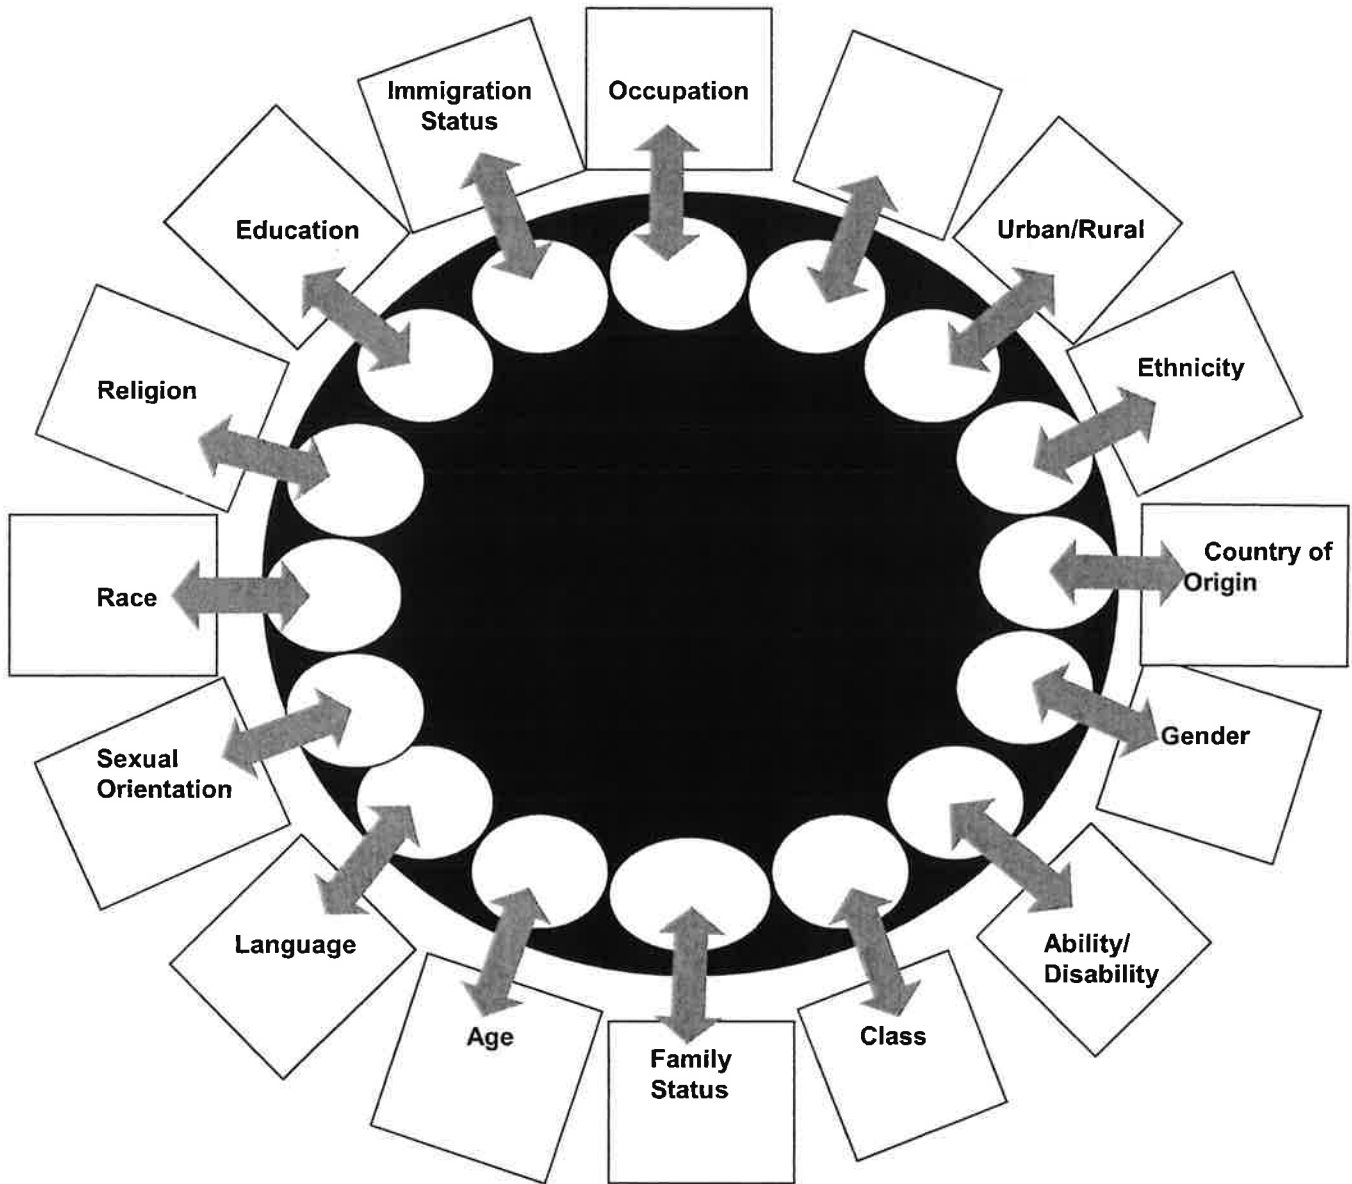 Immigration
Status
Occupation
Education
Urban/Rural
Religion
Ethnicity
Race
Country of
Origin
Sexual
Orientation
Gender
Language
Ability/
Disability
Age
Family
Status
Class